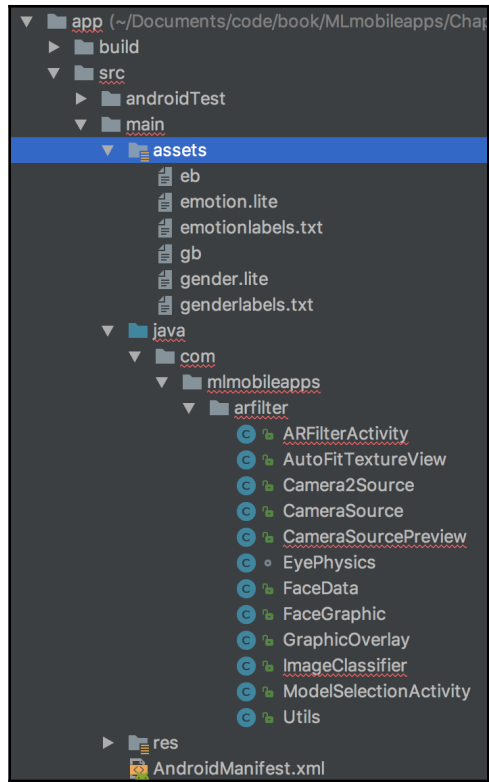 app (~/Documents/code/book/MLmobileapps/Chap
build
src
androidTest
main
assets
eb
emotion.lite
emotionlabels.txt
gb
gender.lite
genderlabels.txt
java
com
mlmobileapps
arfilter
C ARFilterActivity
C AutoFitTextureView
C Camera2Source
C CameraSource
C CameraSourcePreview
C EyePhysics
C FaceData
C FaceGraphic
C GraphicOverlay
C ImageClassifier
C ModelSelectionActivity
C Utils
res
AndroidManifest.xml